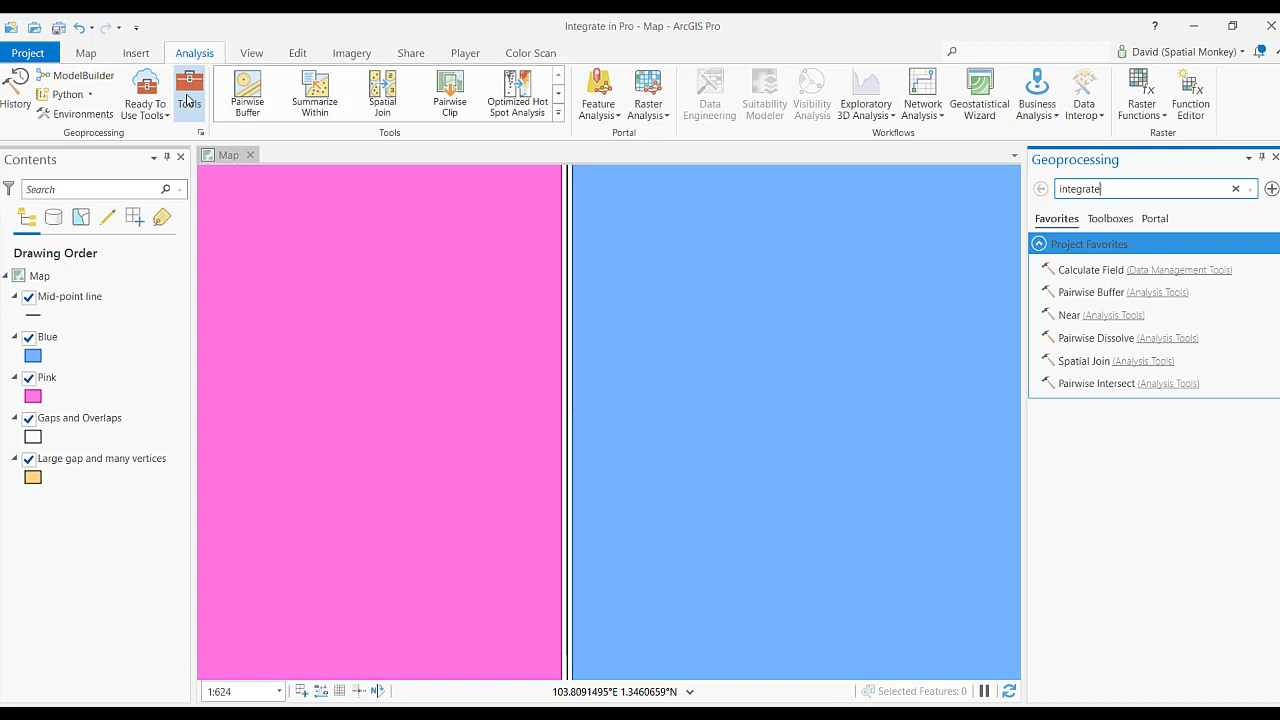 Integrate in Pro - Map - ArcGIS Pro
?
Project Map Insert Analysis View Edit Imagery Share Player Color Scan
David (Spatial Monkey)
History
ModelBuilder
Python
Environments
Ready To
Use Tools
Tools
Geoprocessing
Pairwise
Buffer
Summarize
Within
Spatial
Join
Pairwise
Clip
Optimized Hot
Spot Analysis
Tools
Feature
Analysis
Raster
Analysis
Portal
Data
Engineering
Suitability
Modeler
Visibility
Analysis
Exploratory
3D Analysis
Network
Analysis
Geostatistical
Wizard
Business
Analysis
Data
Interop
Workflows
Raster
Functions
Function
Editor
Raster
Contents
Search
Drawing Order
Map
Mid-point line
Blue
Pink
Gaps and Overlaps
Large gap and many vertices
Map
1:624
103.8091495°E 1.3460659°N
Selected Features: 0
Geoprocessing
integrate
Favorites Toolboxes Portal
Project Favorites
Calculate Field (Data Management Tools)
Pairwise Buffer (Analysis Tools)
Near (Analysis Tools)
Pairwise Dissolve (Analysis Tools)
Spatial Join (Analysis Tools)
Pairwise Intersect (Analysis Tools)